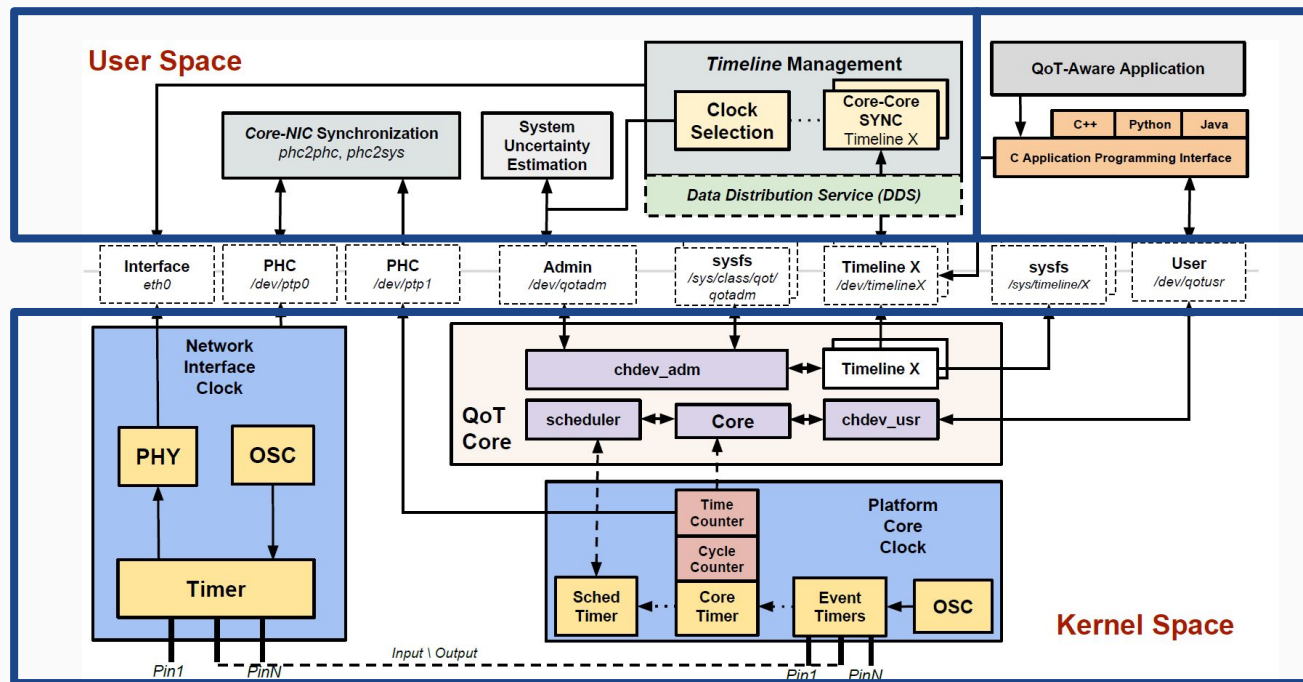 User Space
Timeline Management
Clock
Selection
Core-Core
SYNC
Timeline X
Data Distribution Service (DDS)
Core-NIC Synchronization
phc2phc, phc2sys
System
Uncertainty
Estimation
QoT-Aware Application
C++
Python
Java
C Application Programming Interface
Interface
eth0
PHC
/dev/ptp0
PHC
/dev/ptp1
Admin
/dev/qotadm
sysfs
/sys/class/qot/
qotadm
Timeline X
/dev/timelineX
sysfs
/sys/timeline/X
User
/dev/qotusr
Network
Interface
Clock
PHY
OSC
Timer
Pin1
PinN
QoT
Core
chdev_adm
Timeline X
scheduler
Core
chdev_usr
Time
Counter
Cycle
Counter
Platform
Core
Clock
Sched
Timer
Core
Timer
Event
Timers
OSC
Input \ Output
Pin1
PinN
Kernel Space